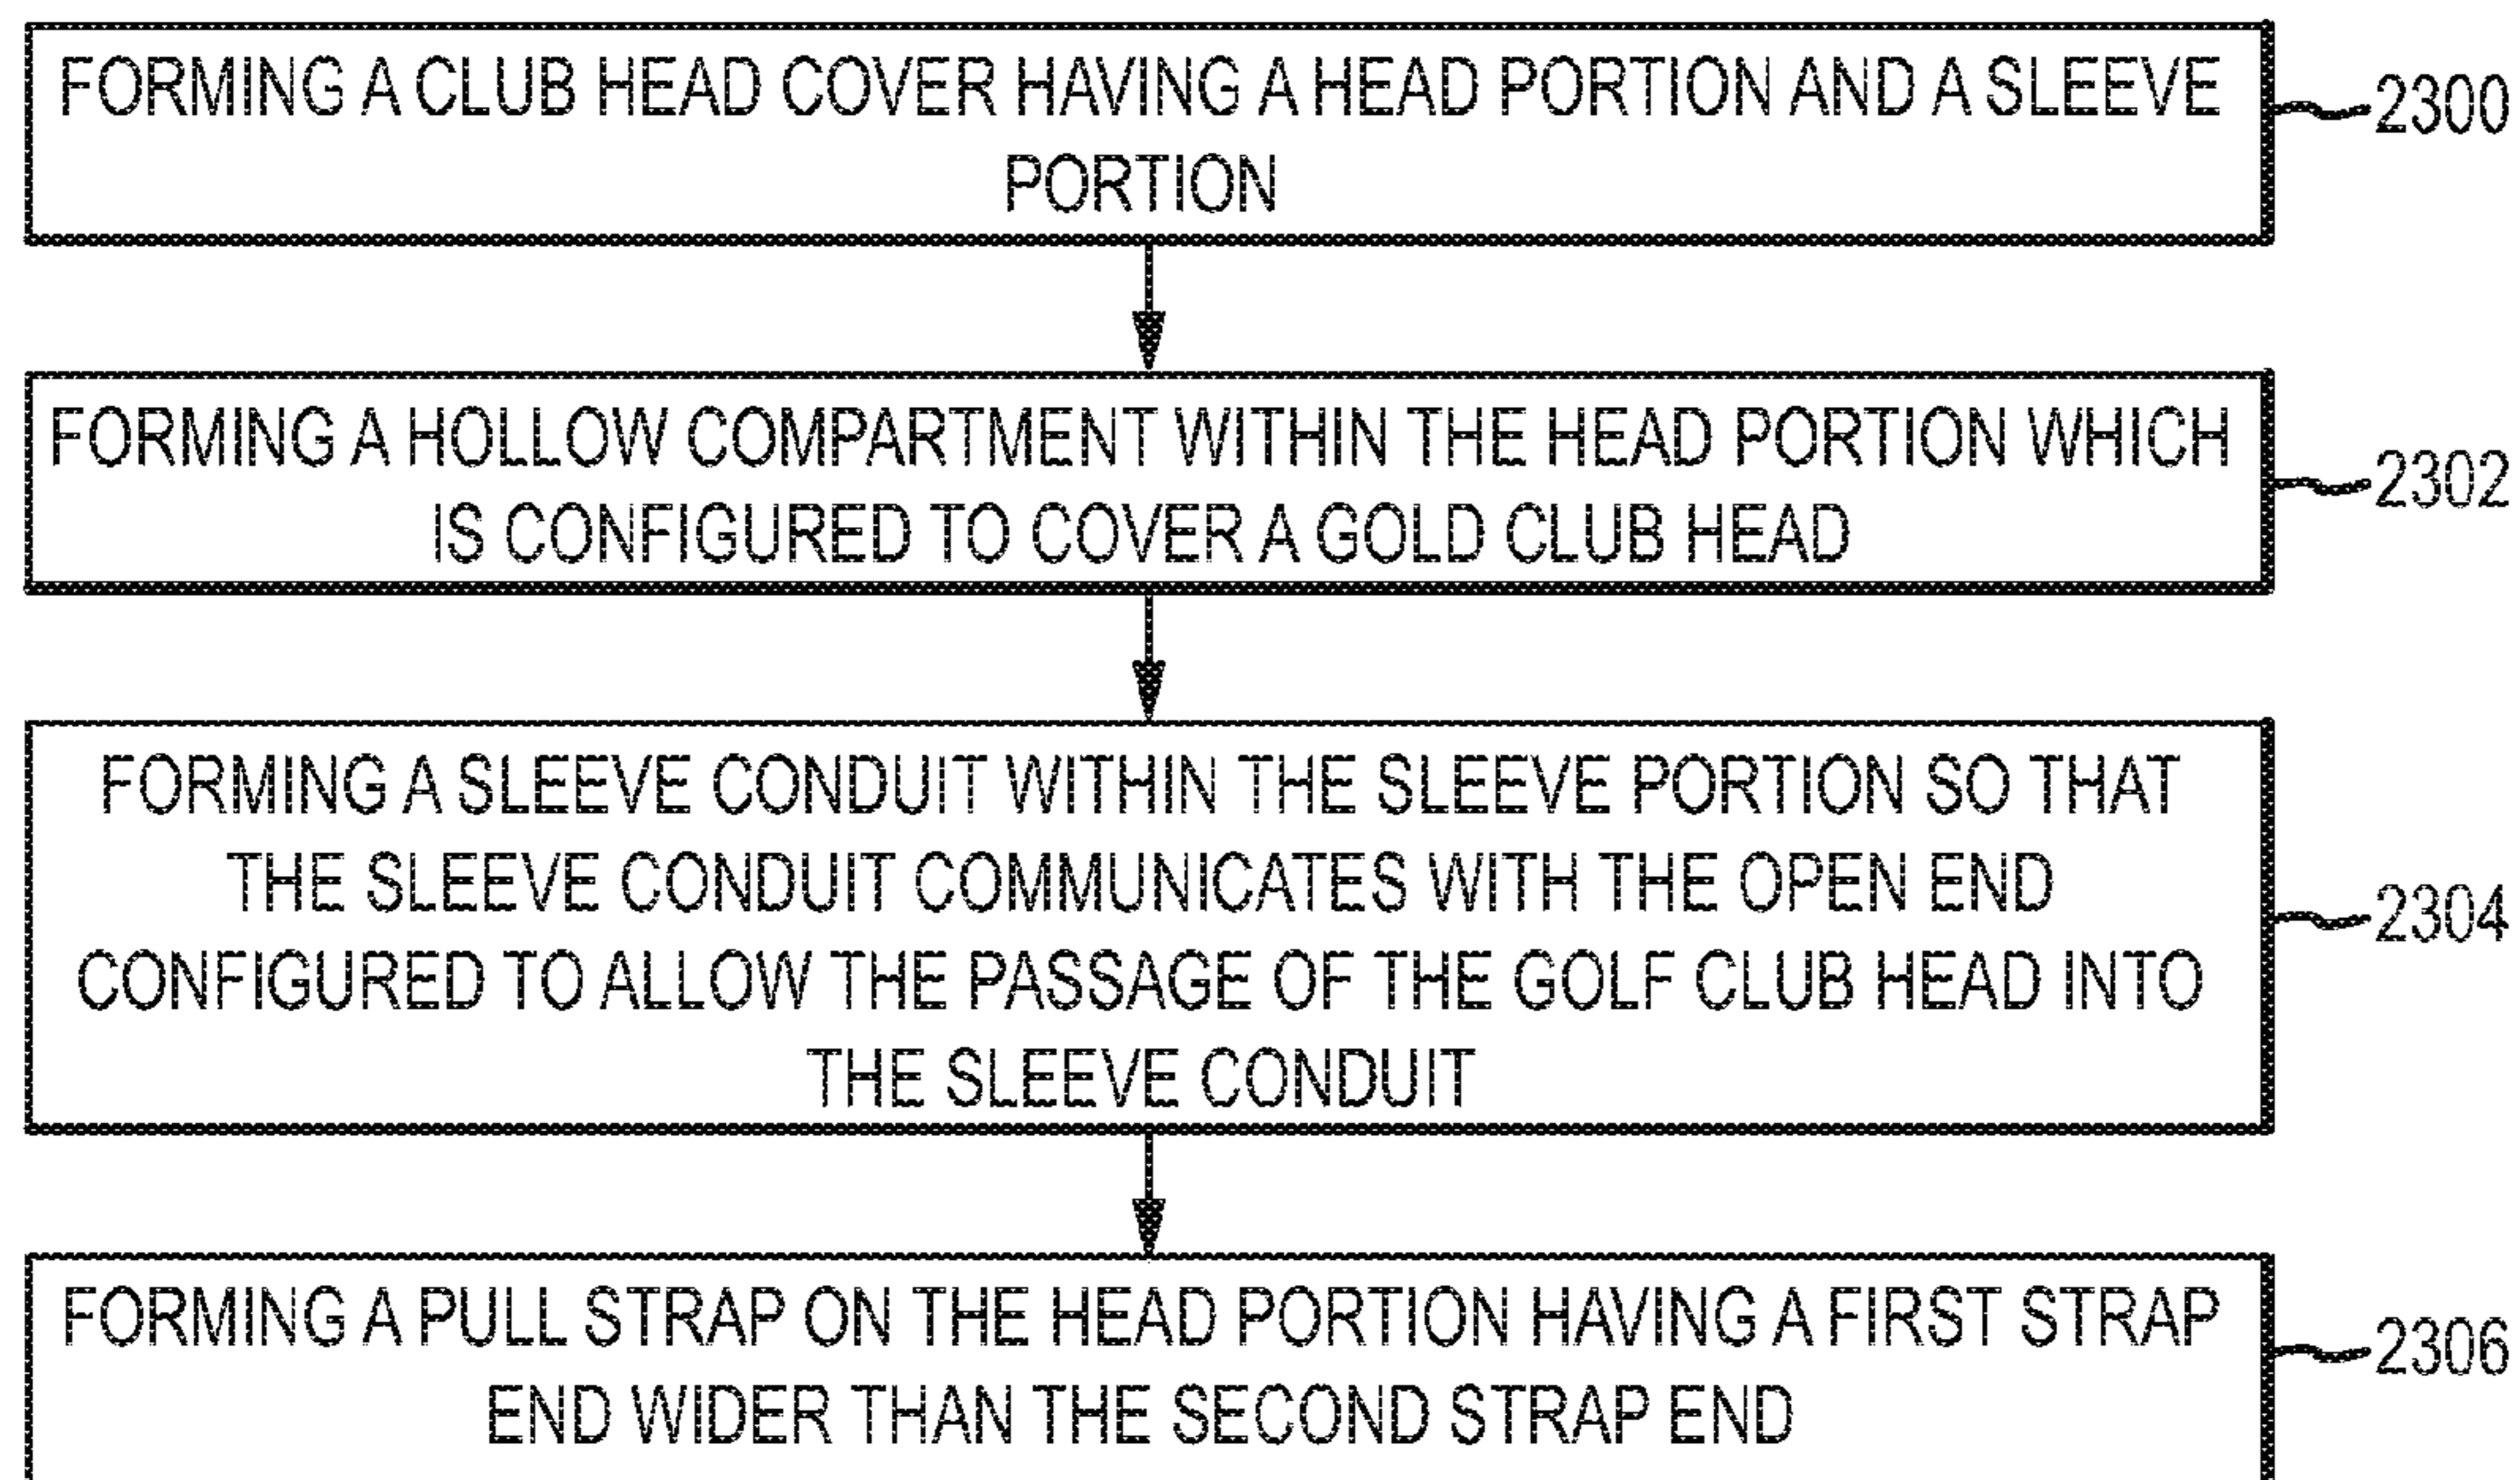 FORMING A CLUB HEAD COVER HAVING A HEAD PORTION AND A SLEEVE
PORTION
2300
FORMING A HOLLOW COMPARTMENT WITHIN THE HEAD PORTION WHICH
IS CONFIGURED TO COVER A GOLD CLUB HEAD
2302
FORMING A SLEEVE CONDUIT WITHIN THE SLEEVE PORTION SO THAT
THE SLEEVE CONDUIT COMMUNICATES WITH THE OPEN END
CONFIGURED TO ALLOW THE PASSAGE OF THE GOLF CLUB HEAD INTO
THE SLEEVE CONDUIT
2304
FORMING A PULL STRAP ON THE HEAD PORTION HAVING A FIRST STRAP
END WIDER THAN THE SECOND STRAP END
2306